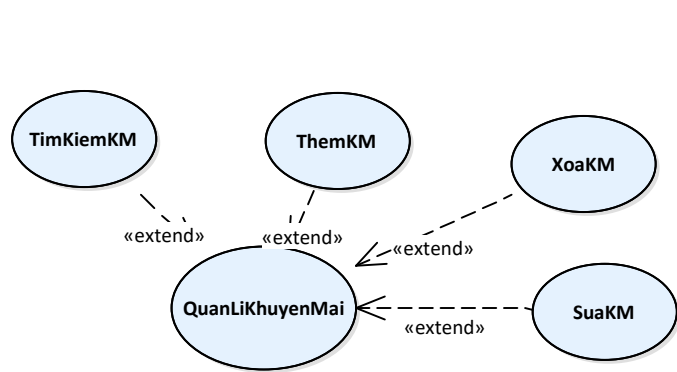 TimKiemKM
ThemKM
XoaKM
«extend»
«extend»
«extend»
QuanLiKhuyenMai
SuaKM
«extend»